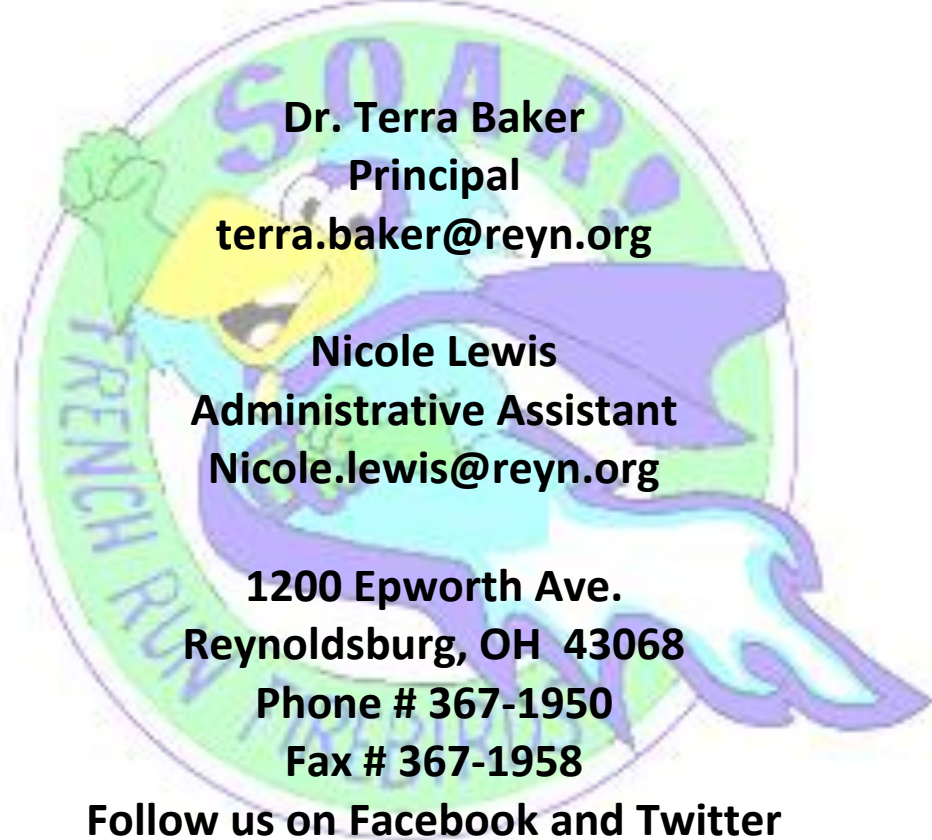 SOAR!
Dr. Terra Baker
Principal
terra.baker@reyn.org
Nicole Lewis
Administrative Assistant
Nicole.lewis@reyn.org
1200 Epworth Ave.
Reynoldsburg, OH  43068
Phone # 367-1950
Fax # 367-1958
Follow us on Facebook and Twitter
FRENCH RUN FIREBIRDS